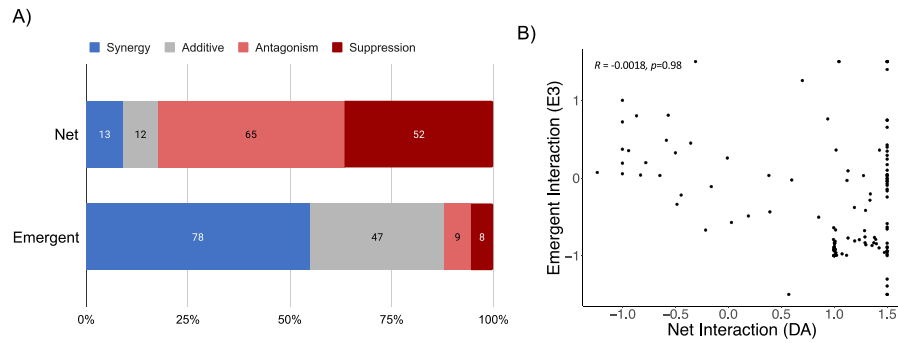 A)
Synergy Additive Antagonism Suppression
Net
13 12 65 52
Emergent
78 47 9 8
0% 25% 50% 75% 100%
B)
R = -0.0018, p=0.98
Emergent Interaction (E3)
1
0
−1
−1.0 −0.5 0.0 0.5 1.0 1.5
Net Interaction (DA)